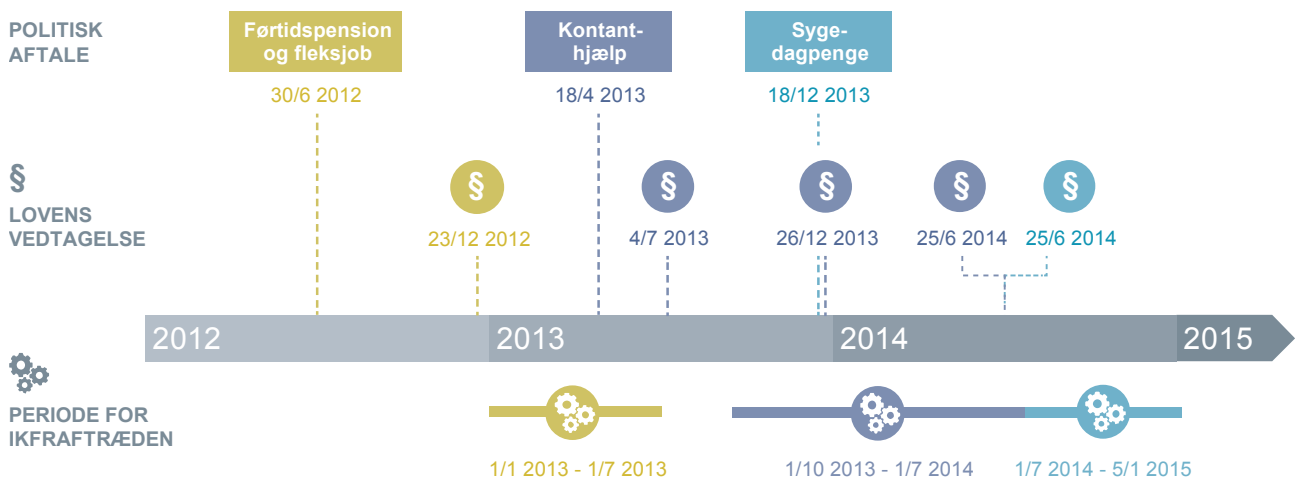 POLITISK
AFTALE
Førtidspension
og fleksjob
Kontant-
hjælp
Syge-
dagpenge
30/6 2012
18/4 2013
18/12 2013
§
§
§
§
§
§
LOVENS
VEDTAGELSE
23/12 2012
4/7 2013
26/12 2013
25/6 2014
25/6 2014
2012
2013
2014
2015
PERIODE FOR
IKFRAFTRÆDEN
1/1 2013 - 1/7 2013
1/10 2013 - 1/7 2014
1/7 2014 - 5/1 2015